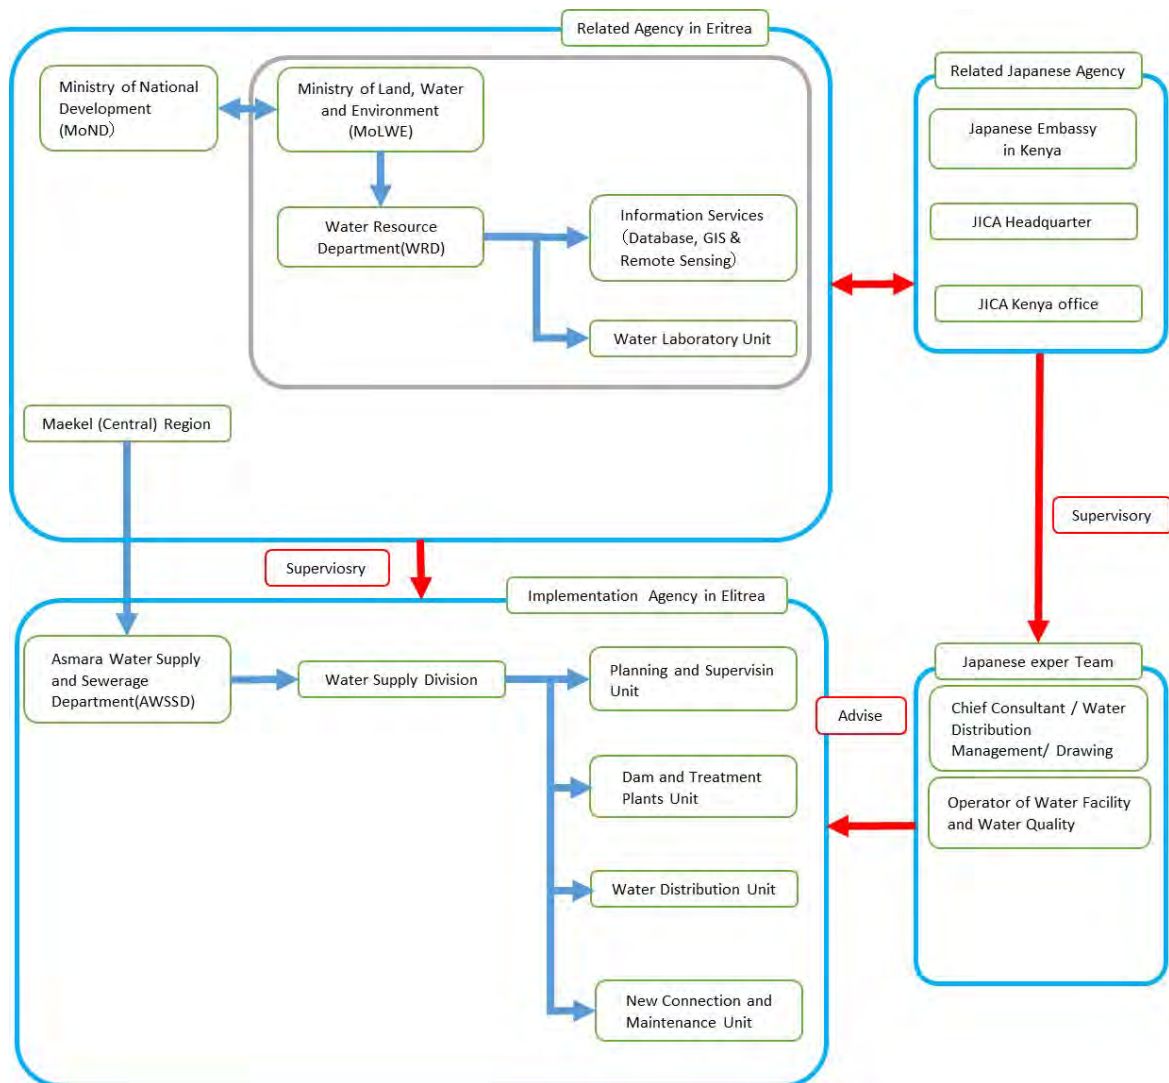 Related Agency in Eritrea
Ministry of National
Development
(MoND）
Ministry of Land, Water
and Environment
(MoLWE)
Water Resource
Department(WRD)
Information Services
（Database, GIS &
Remote Sensing）
Water Laboratory Unit
Maekel (Central) Region
Related Japanese Agency
Japanese Embassy
in Kenya
JICA Headquarter
JICA Kenya office
Supervisory
Superviosry
Implementation Agency in Elitrea
Asmara Water Supply
and Sewerage
Department(AWSSD)
Water Supply Division
Planning and Supervisin
Unit
Dam and Treatment
Plants Unit
Water Distribution Unit
New Connection and
Maintenance Unit
Advise
Japanese exper Team
Chief Consultant / Water
Distribution
Management/ Drawing
Operator of Water Facility
and Water Quality